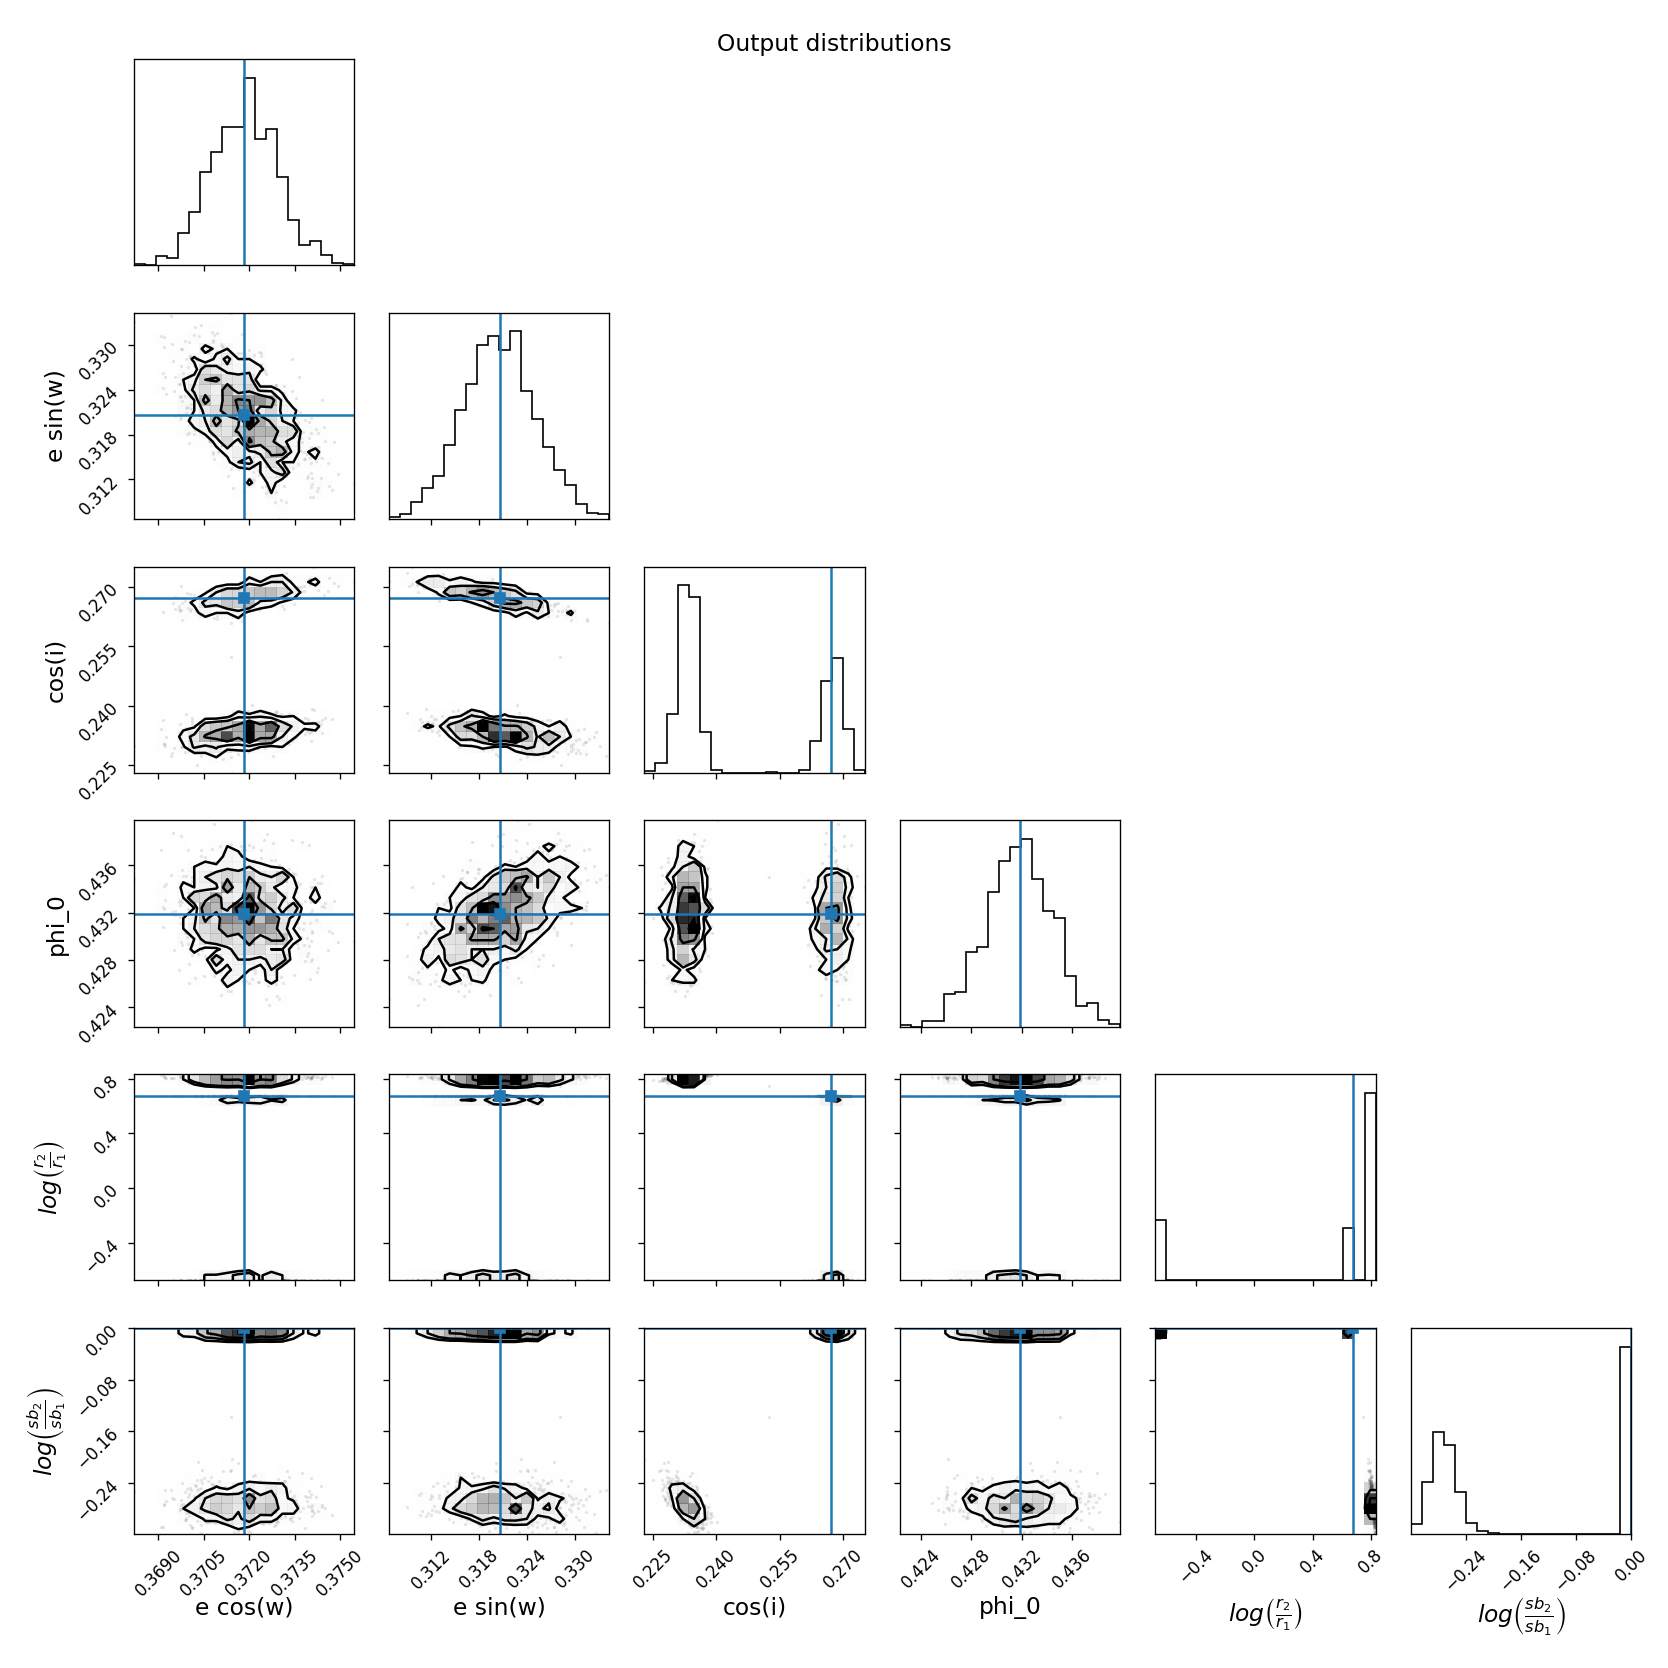 Output distributions
e sin(w)
0.330
0.324
0.318
0.312
cos(i)
0.270
0.255
0.240
0.225
phi_0
0.436
0.432
0.428
0.424
log(r2/r1)
0.8
0.4
0.0
−0.4
log(sb2/sb1)
0.00
−0.08
−0.16
−0.24
0.3690 0.3705 0.3720 0.3735 0.3750
e cos(w)
0.312 0.318 0.324 0.330
e sin(w)
0.225 0.240 0.255 0.270
cos(i)
0.424 0.428 0.432 0.436
phi_0
−0.4 0.0 0.4 0.8
log(r2/r1)
−0.24 −0.16 −0.08 0.00
log(sb2/sb1)